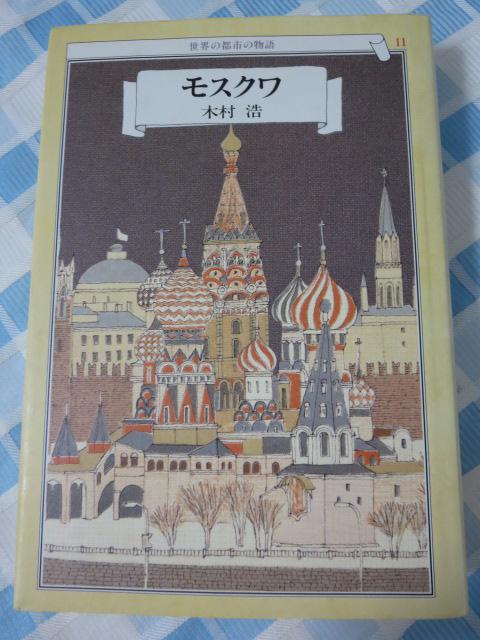 世界の都市の物語
11
モスクワ
木村 浩